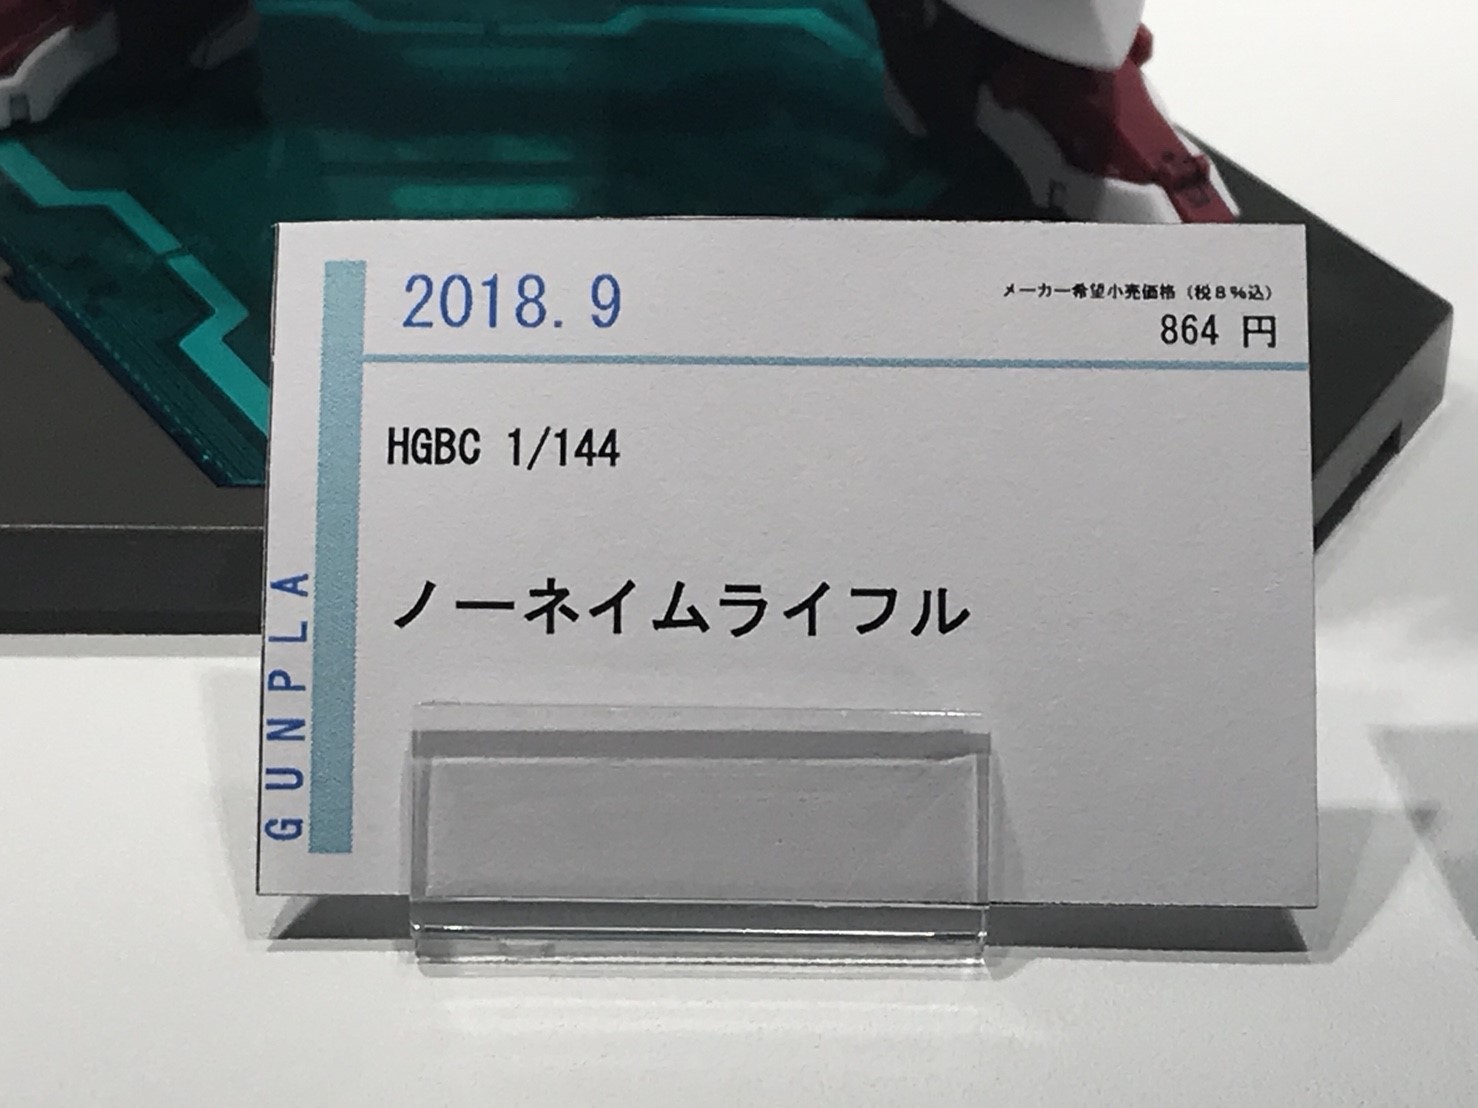 2018.9
メーカー希望小売価格（税8%込）
864 円
HGBC 1/144
ノーネイムライフル
GUNPLA